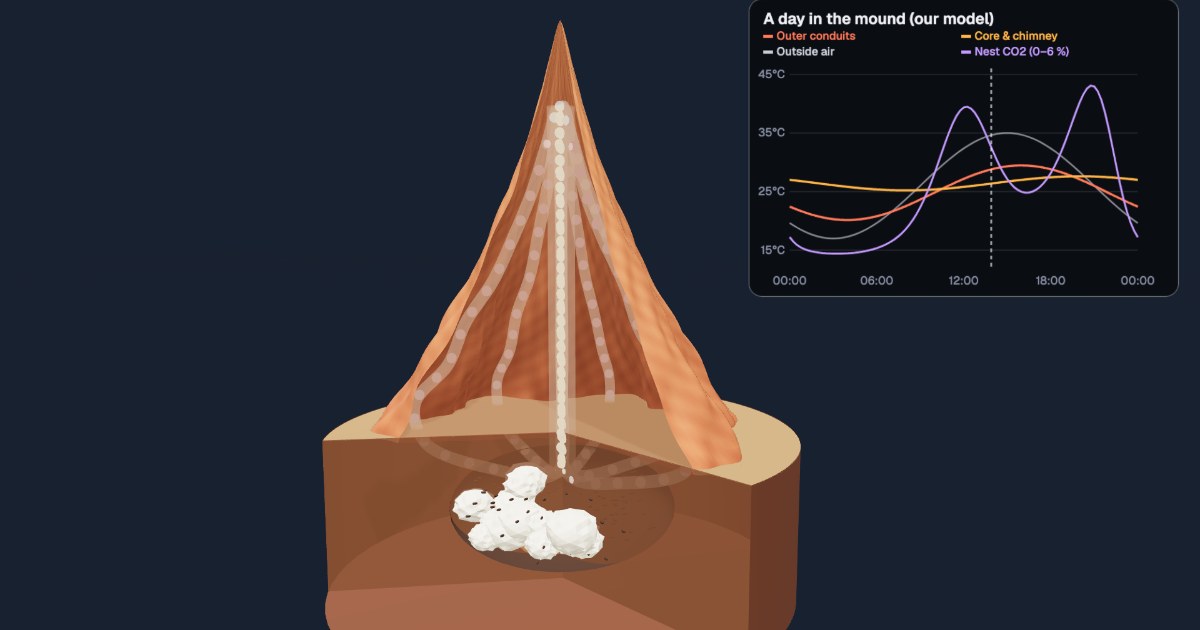 A day in the mound (our model)
Outer conduits
Core & chimney
Outside air
Nest CO2 (0–6 %)
45°C
35°C
25°C
15°C
00:00 06:00 12:00 18:00 00:00